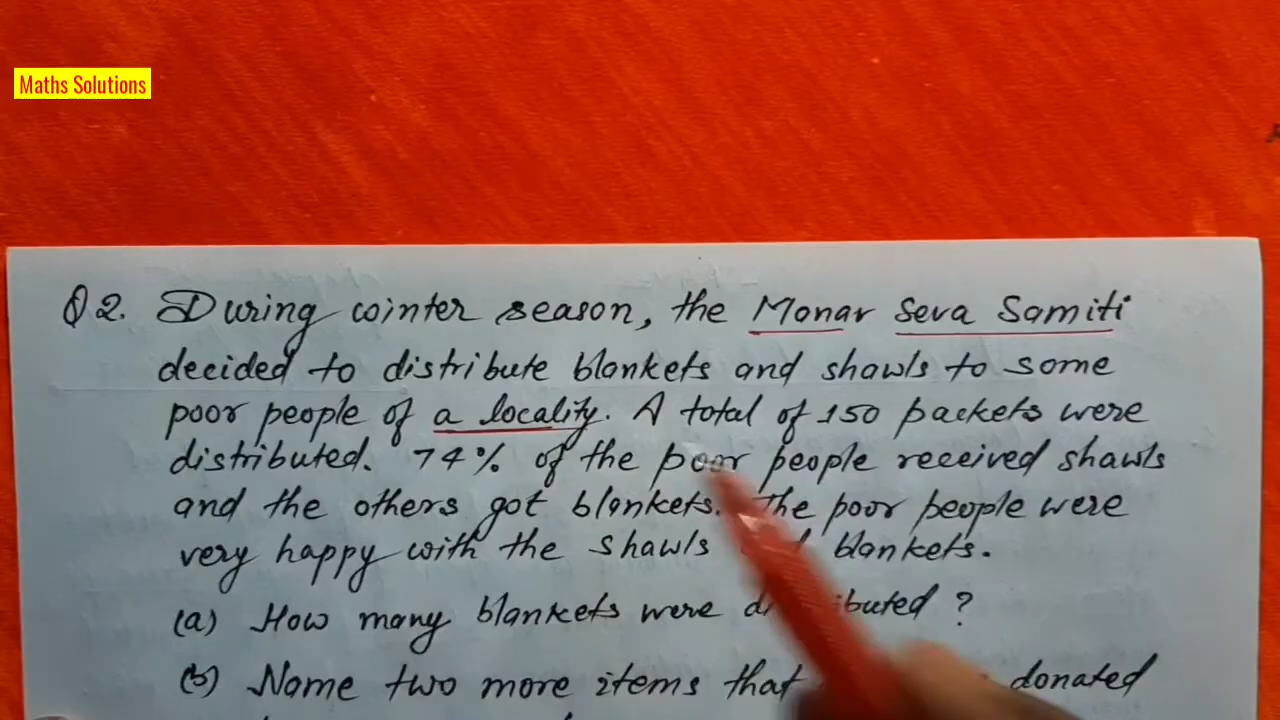 Maths Solutions
Q2. During winter season, the Manav Seva Samiti
decided to distribute blankets and shawls to some
poor people of a locality. A total of 150 packets were
distributed. 74% of the poor people received shawls
and the others got blankets. The poor people were
very happy with the shawls blankets.
(a) How many blankets were distributed ?
(b) Name two more items that donated